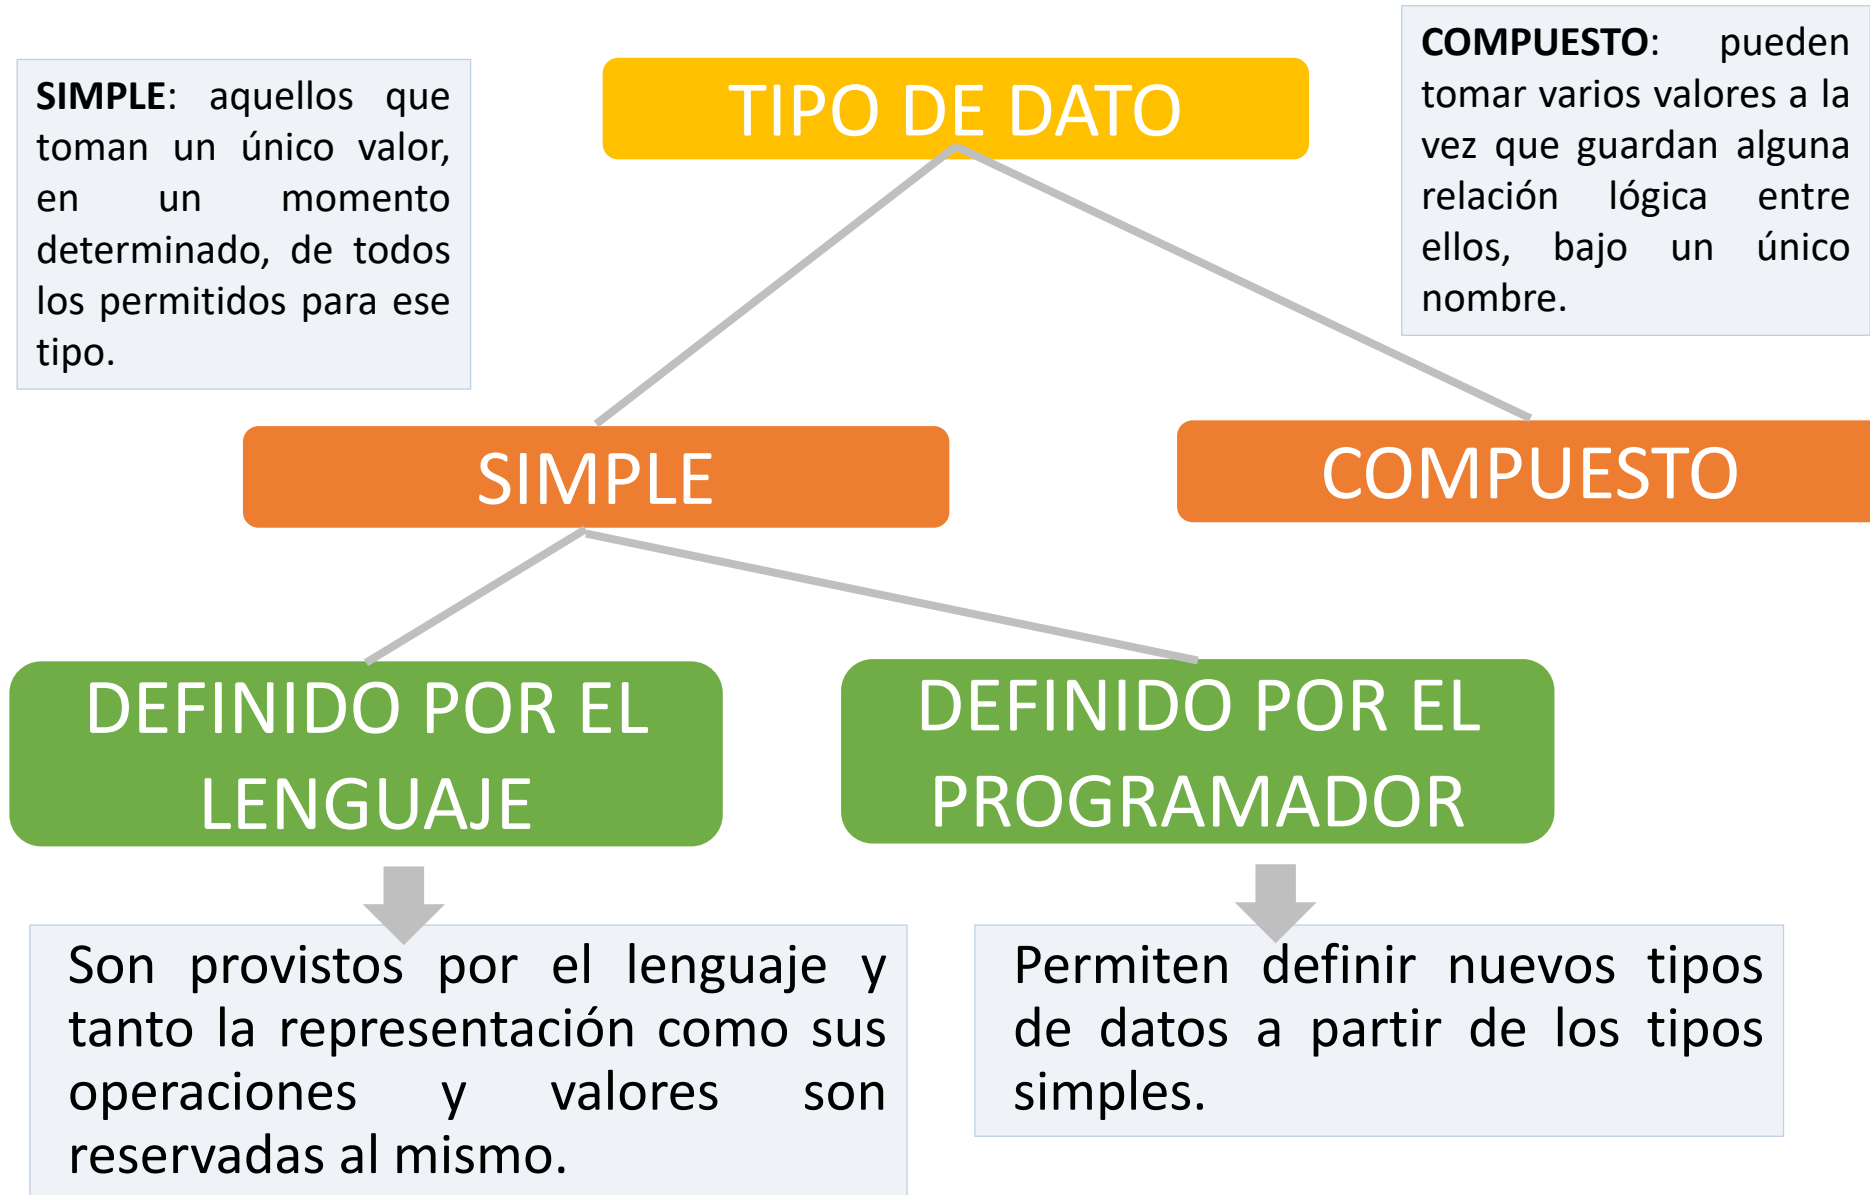 SIMPLE: aquellos que
toman un único valor,
en un momento
determinado, de todos
los permitidos para ese
tipo.
TIPO DE DATO
COMPUESTO: pueden
tomar varios valores a la
vez que guardan alguna
relación lógica entre
ellos, bajo un único
nombre.
SIMPLE
COMPUESTO
DEFINIDO POR EL
LENGUAJE
DEFINIDO POR EL
PROGRAMADOR
Son provistos por el lenguaje y
tanto la representación como sus
operaciones y valores son
reservadas al mismo.
Permiten definir nuevos tipos
de datos a partir de los tipos
simples.